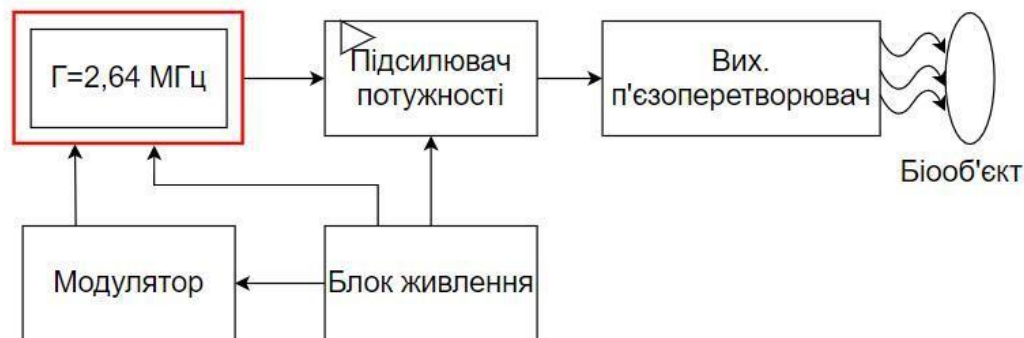 Г=2,64 МГц
Підсилювач
потужності
Вих.
п'єзоперетворювач
Біооб'єкт
Модулятор
Блок живлення